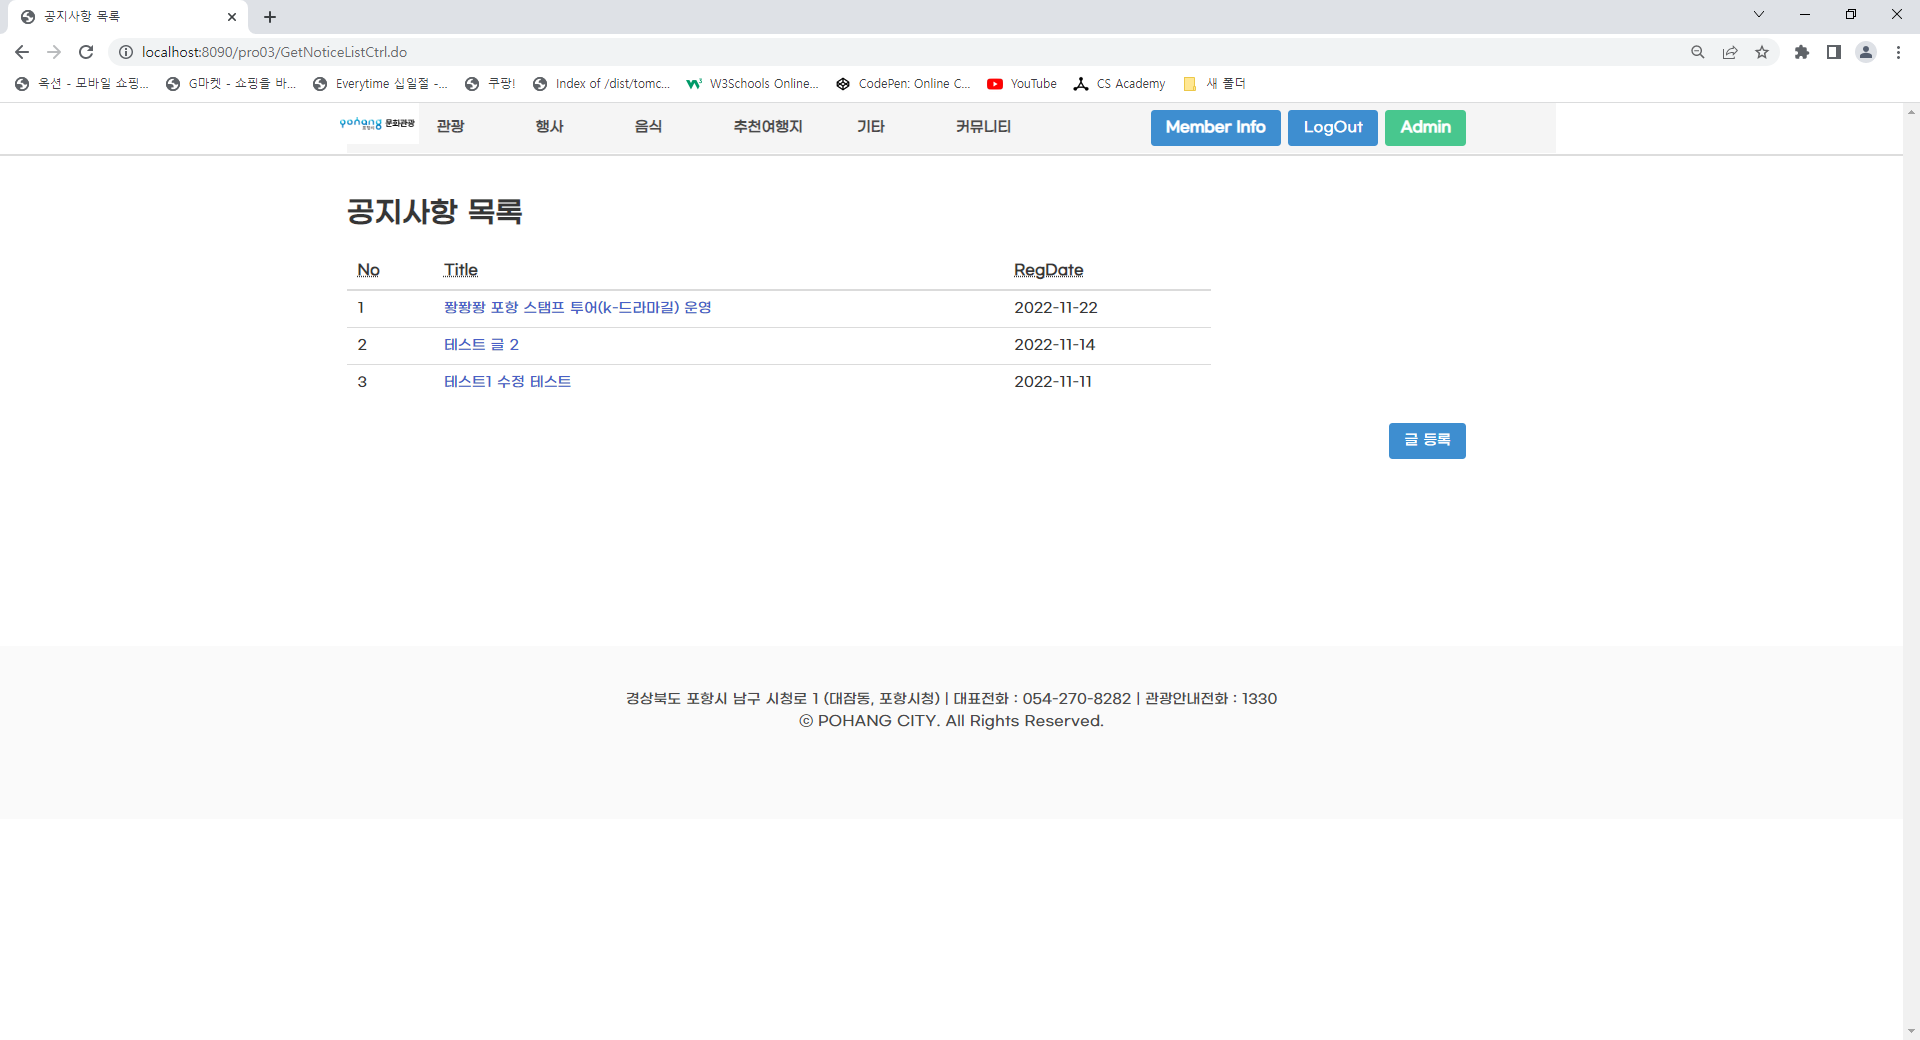 공지사항 목록
localhost:8090/pro03/GetNoticeListCtrl.do
옥션 - 모바일 쇼핑... G마켓 - 쇼핑을 바... Everytime 십일절 -... 쿠팡! Index of /dist/tomc... W3Schools Online... CodePen: Online C... YouTube CS Academy 새 폴더
pohang 포항시 문화관광 관광 행사 음식 추천여행지 기타 커뮤니티 Member Info LogOut Admin
공지사항 목록
No Title RegDate
1 퐝퐝퐝 포항 스탬프 투어(k-드라마길) 운영 2022-11-22
2 테스트 글 2 2022-11-14
3 테스트1 수정 테스트 2022-11-11
글 등록
경상북도 포항시 남구 시청로 1 (대잠동, 포항시청) | 대표전화 : 054-270-8282 | 관광안내전화 : 1330
ⓒ POHANG CITY. All Rights Reserved.